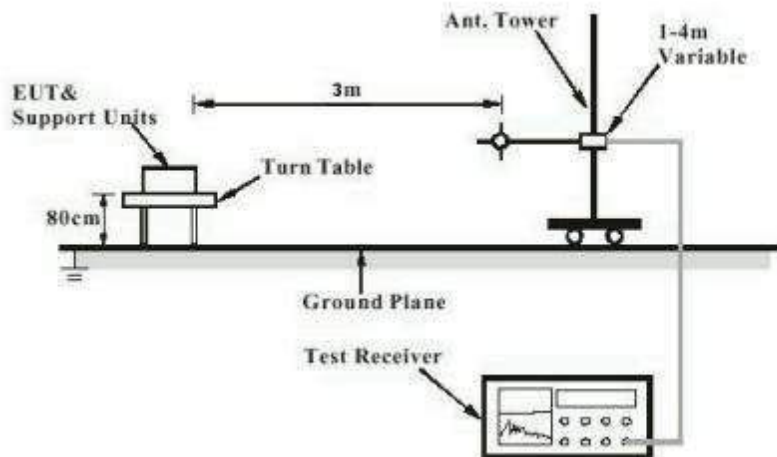 Ant. Tower
1-4m
Variable
EUT&
Support Units
3m
Turn Table
80cm
Ground Plane
Test Receiver